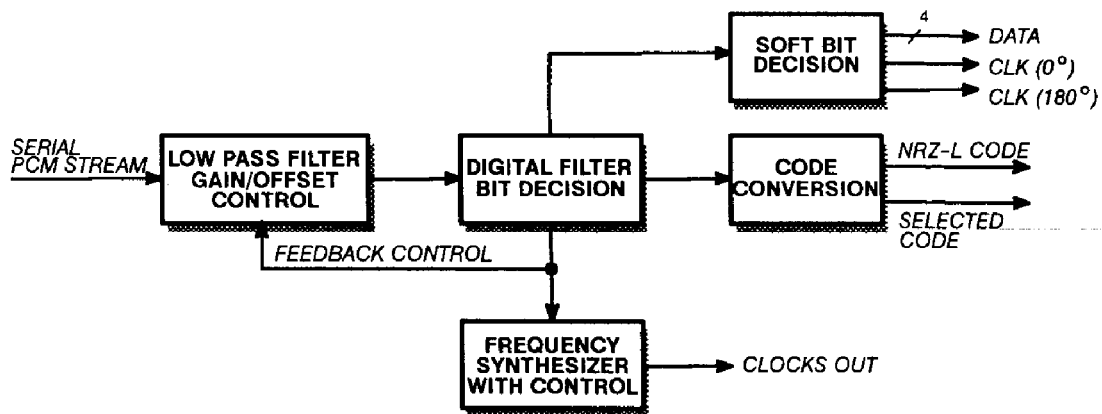 4
SOFT BIT
DECISION
DATA
CLK (0°)
CLK (180°)
SERIAL
PCM STREAM
LOW PASS FILTER
GAIN/OFFSET
CONTROL
DIGITAL FILTER
BIT DECISION
CODE
CONVERSION
NRZ-L CODE
SELECTED
CODE
FEEDBACK CONTROL
FREQUENCY
SYNTHESIZER
WITH CONTROL
CLOCKS OUT